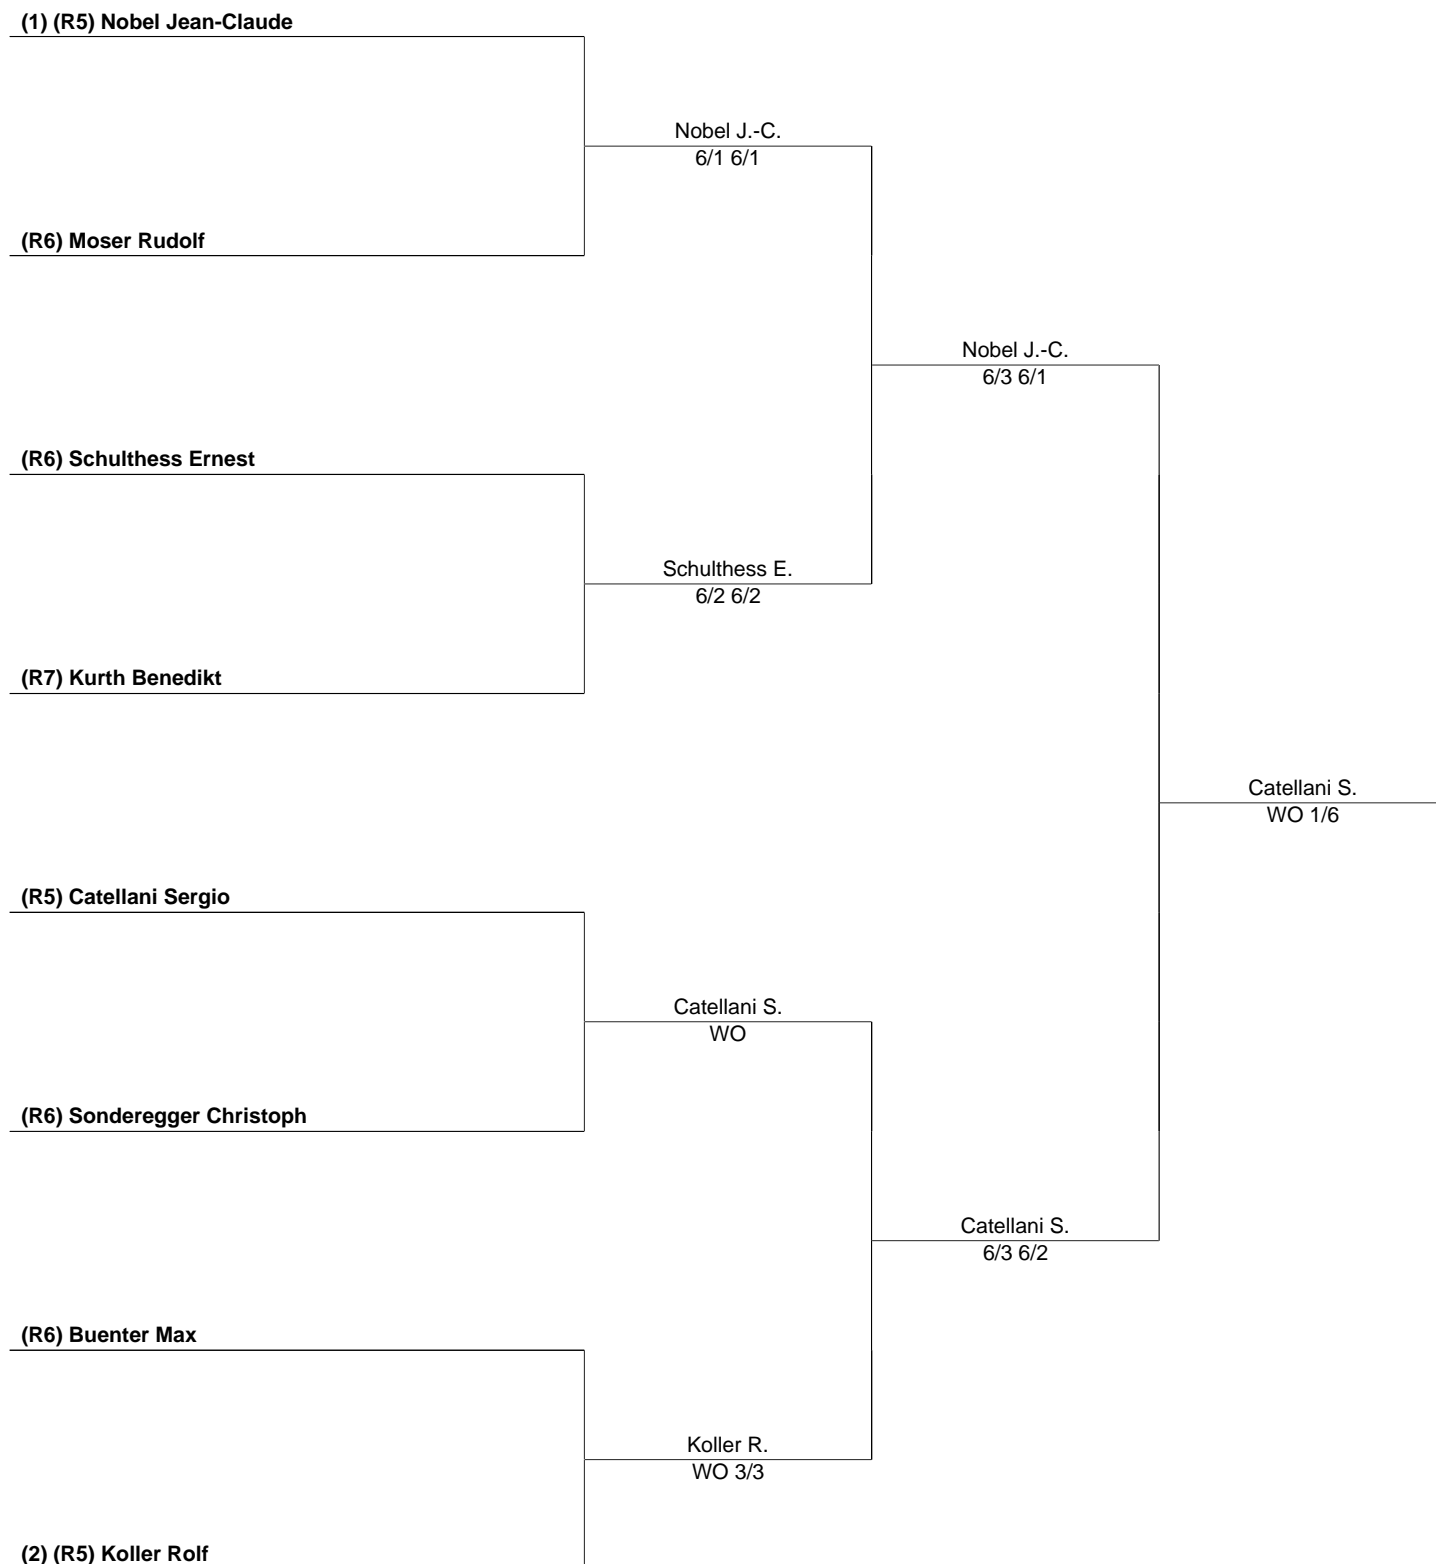 (1) (R5) Nobel Jean-Claude
Nobel J.-C.
6/1 6/1
(R6) Moser Rudolf
Nobel J.-C.
6/3 6/1
(R6) Schulthess Ernest
Schulthess E.
6/2 6/2
(R7) Kurth Benedikt
Catellani S.
WO 1/6
(R5) Catellani Sergio
Catellani S.
WO
(R6) Sonderegger Christoph
Catellani S.
6/3 6/2
(R6) Buenter Max
Koller R.
WO 3/3
(2) (R5) Koller Rolf